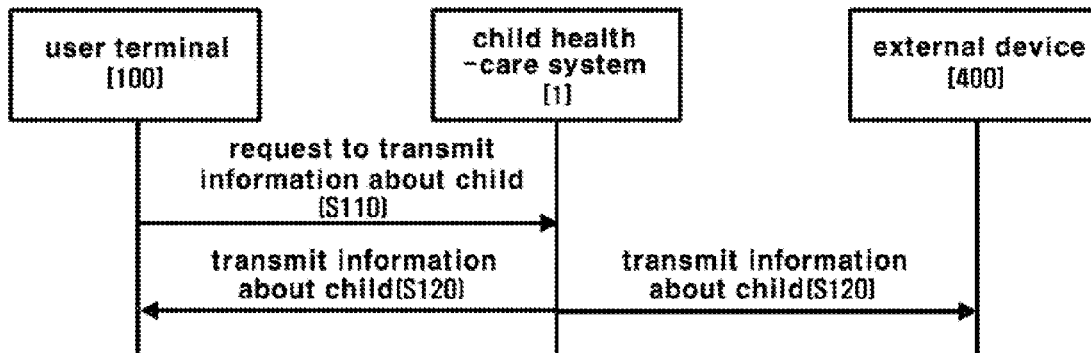 user terminal
[100]
child health
-care system
[1]
external device
[400]
request to transmit
information about child
(S110)
transmit information
about child(S120)
transmit information
about child(S120)